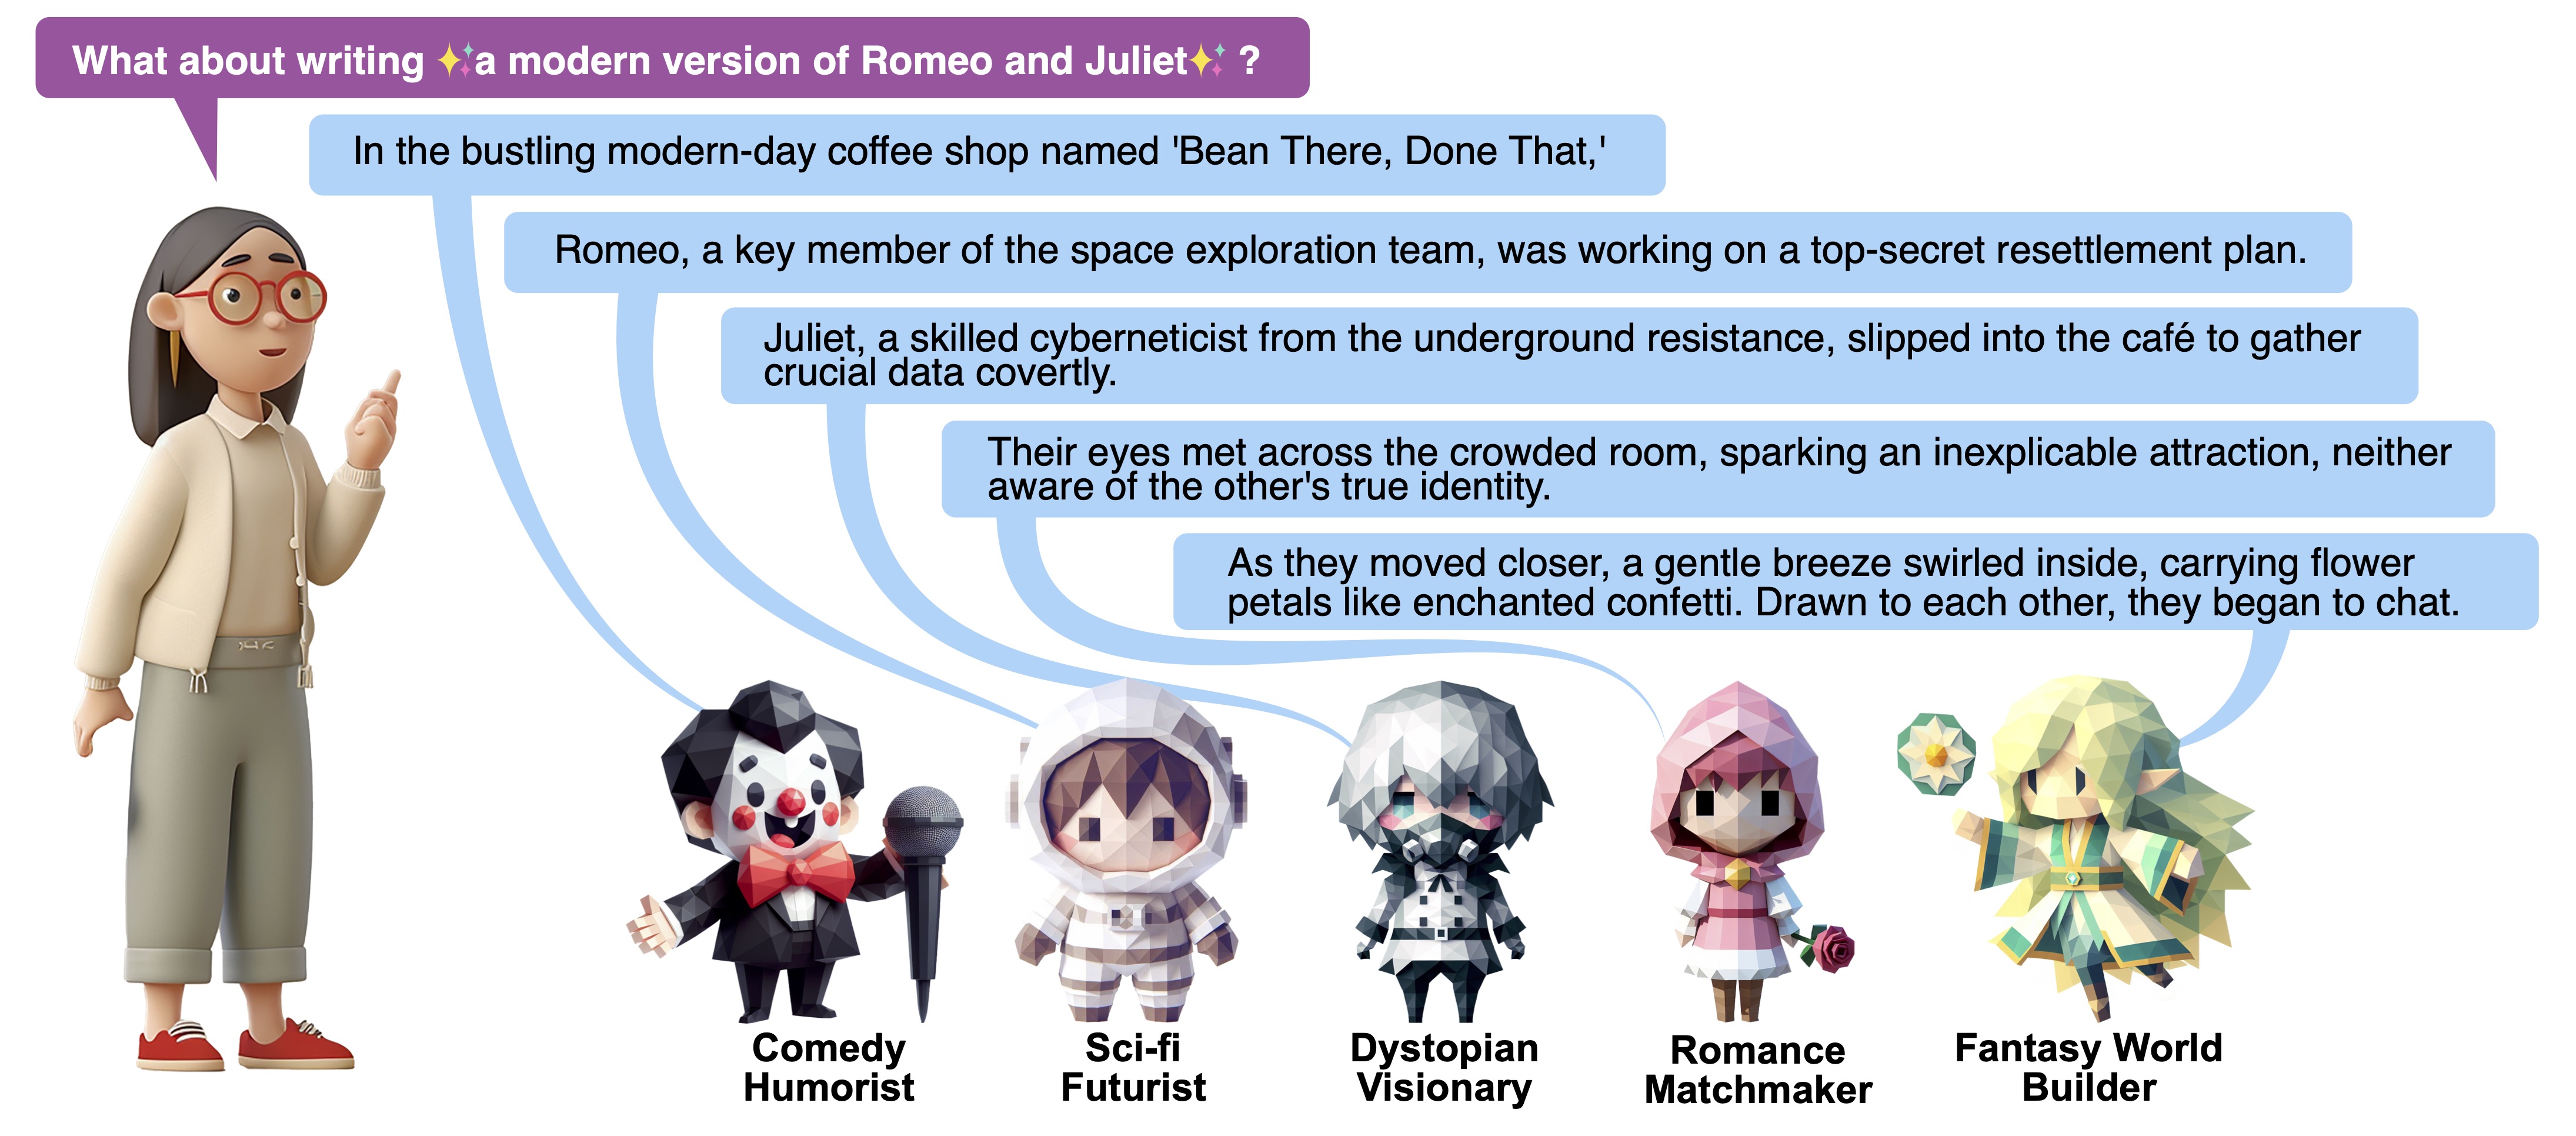 What about writing ✨a modern version of Romeo and Juliet✨ ?
In the bustling modern-day coffee shop named 'Bean There, Done That,'
Romeo, a key member of the space exploration team, was working on a top-secret resettlement plan.
Juliet, a skilled cyberneticist from the underground resistance, slipped into the café to gather
crucial data covertly.
Their eyes met across the crowded room, sparking an inexplicable attraction, neither
aware of the other's true identity.
As they moved closer, a gentle breeze swirled inside, carrying flower
petals like enchanted confetti. Drawn to each other, they began to chat.
Comedy
Humorist
Sci-fi
Futurist
Dystopian
Visionary
Romance
Matchmaker
Fantasy World
Builder